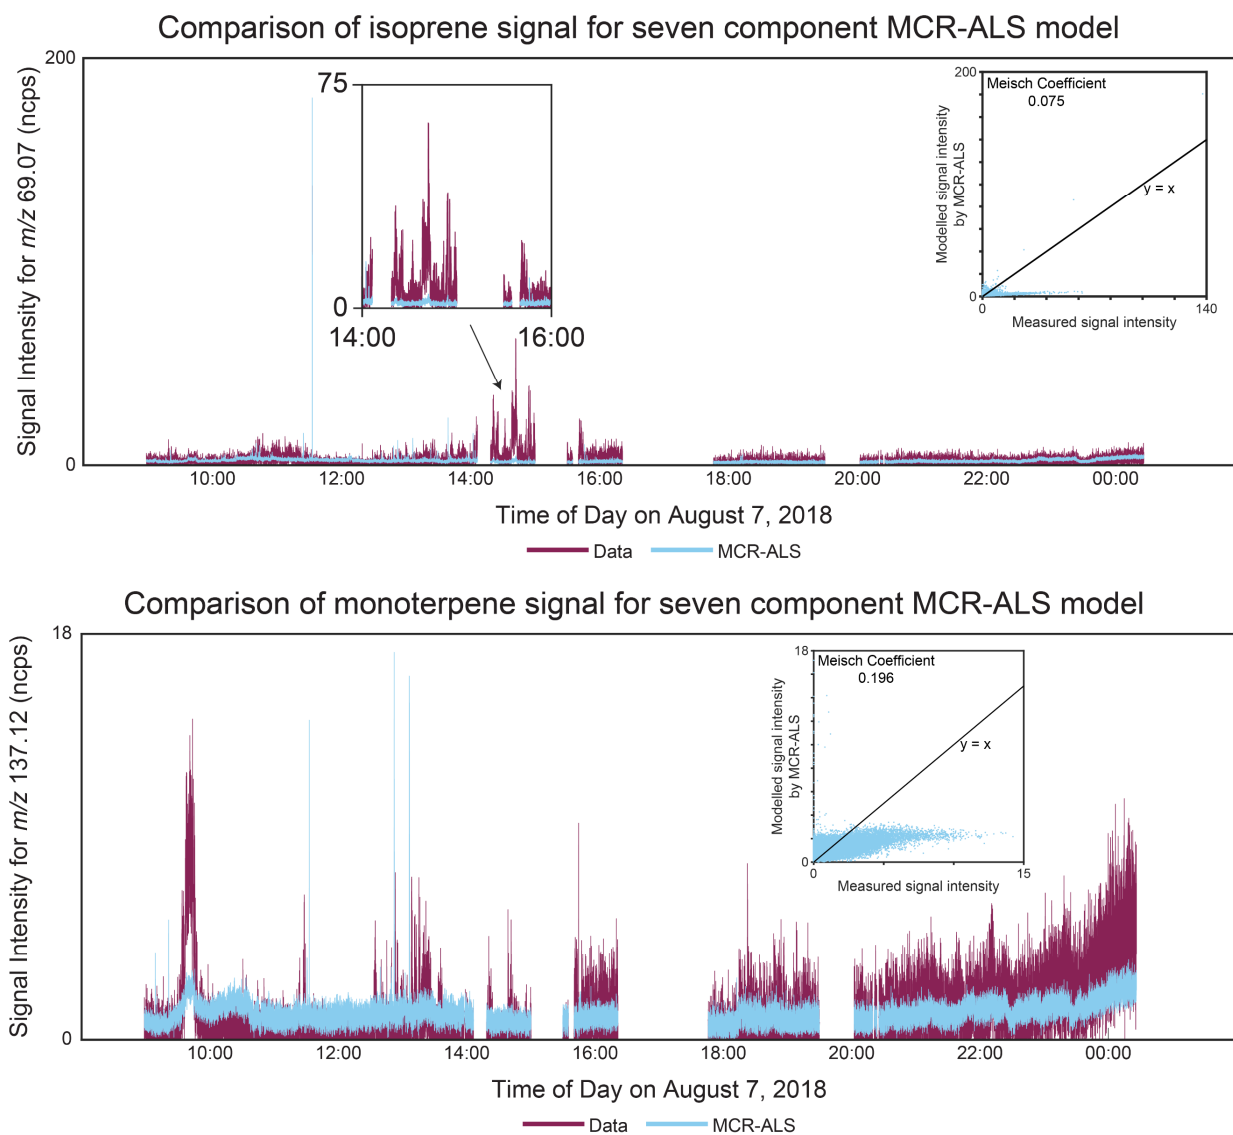 Comparison of isoprene signal for seven component MCR-ALS model
Signal Intensity for m/z 69.07 (ncps)
200
0
75
0
14:00 16:00
Meisch Coefficient
0.075
200
0
Modelled signal intensity
by MCR-ALS
y = x
0 140
Measured signal intensity
10:00 12:00 14:00 16:00 18:00 20:00 22:00 00:00
Time of Day on August 7, 2018
Data MCR-ALS
Comparison of monoterpene signal for seven component MCR-ALS model
Signal Intensity for m/z 137.12 (ncps)
18
0
Meisch Coefficient
0.196
18
0
Modelled signal intensity
by MCR-ALS
y = x
0 15
Measured signal intensity
10:00 12:00 14:00 16:00 18:00 20:00 22:00 00:00
Time of Day on August 7, 2018
Data MCR-ALS